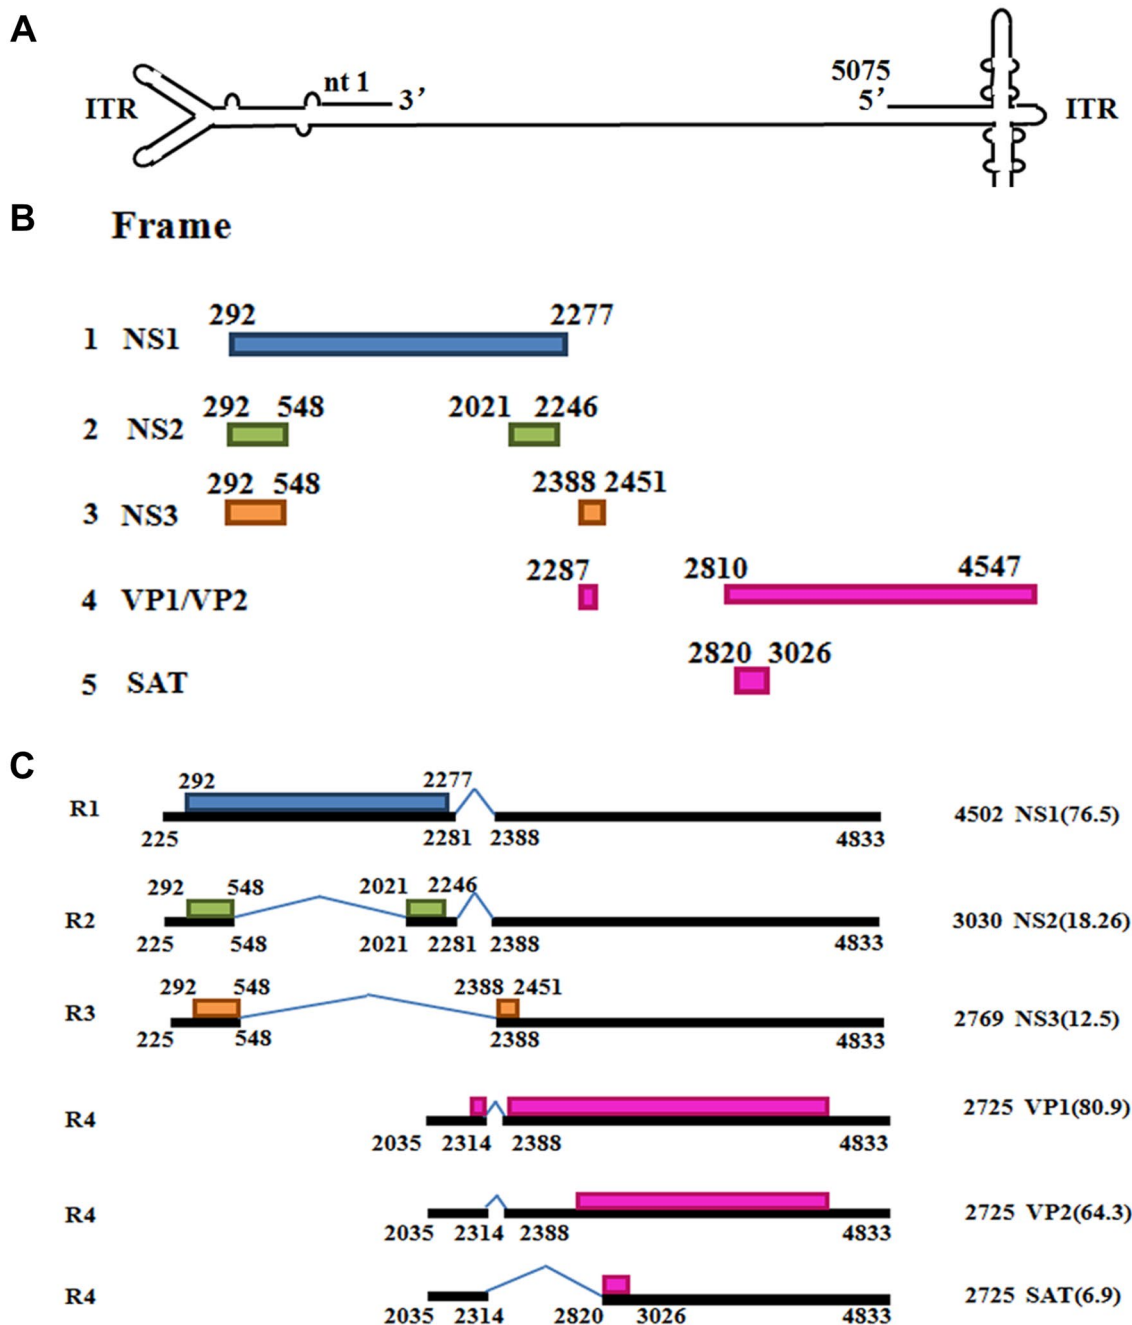 A
ITR
nt 1
3′
5075
5′
ITR
B
Frame
292 2277
1 NS1
292 548 2021 2246
2 NS2
292 548 2388 2451
3 NS3
2287 2810 4547
4 VP1/VP2
2820 3026
5 SAT
C
292 2277
R1 4502 NS1(76.5)
225 2281 2388 4833
292 548 2021 2246
R2 3030 NS2(18.26)
225 548 2021 2281 2388 4833
292 548 2388 2451
R3 2769 NS3(12.5)
225 548 2388 4833
R4 2725 VP1(80.9)
2035 2314 2388 4833
R4 2725 VP2(64.3)
2035 2314 2388 4833
R4 2725 SAT(6.9)
2035 2314 2820 3026 4833